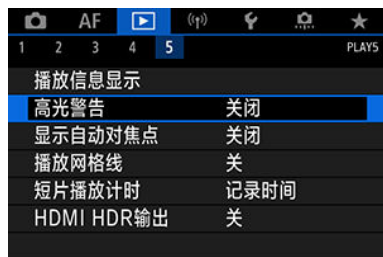 AF
1 2 3 4 5 PLAY5
播放信息显示
高光警告 关闭
显示自动对焦点 关闭
播放网格线 关
短片播放计时 记录时间
HDMI HDR输出 关